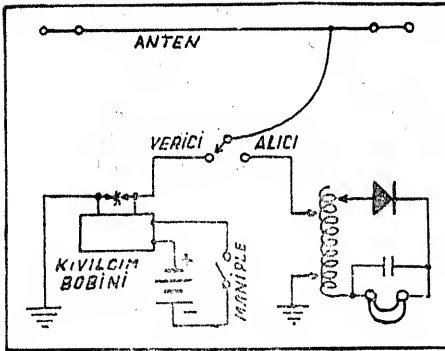 ANTEN
VERİCİ
ALICI
KIVILCIM
BOBİNİ
MANİPLE